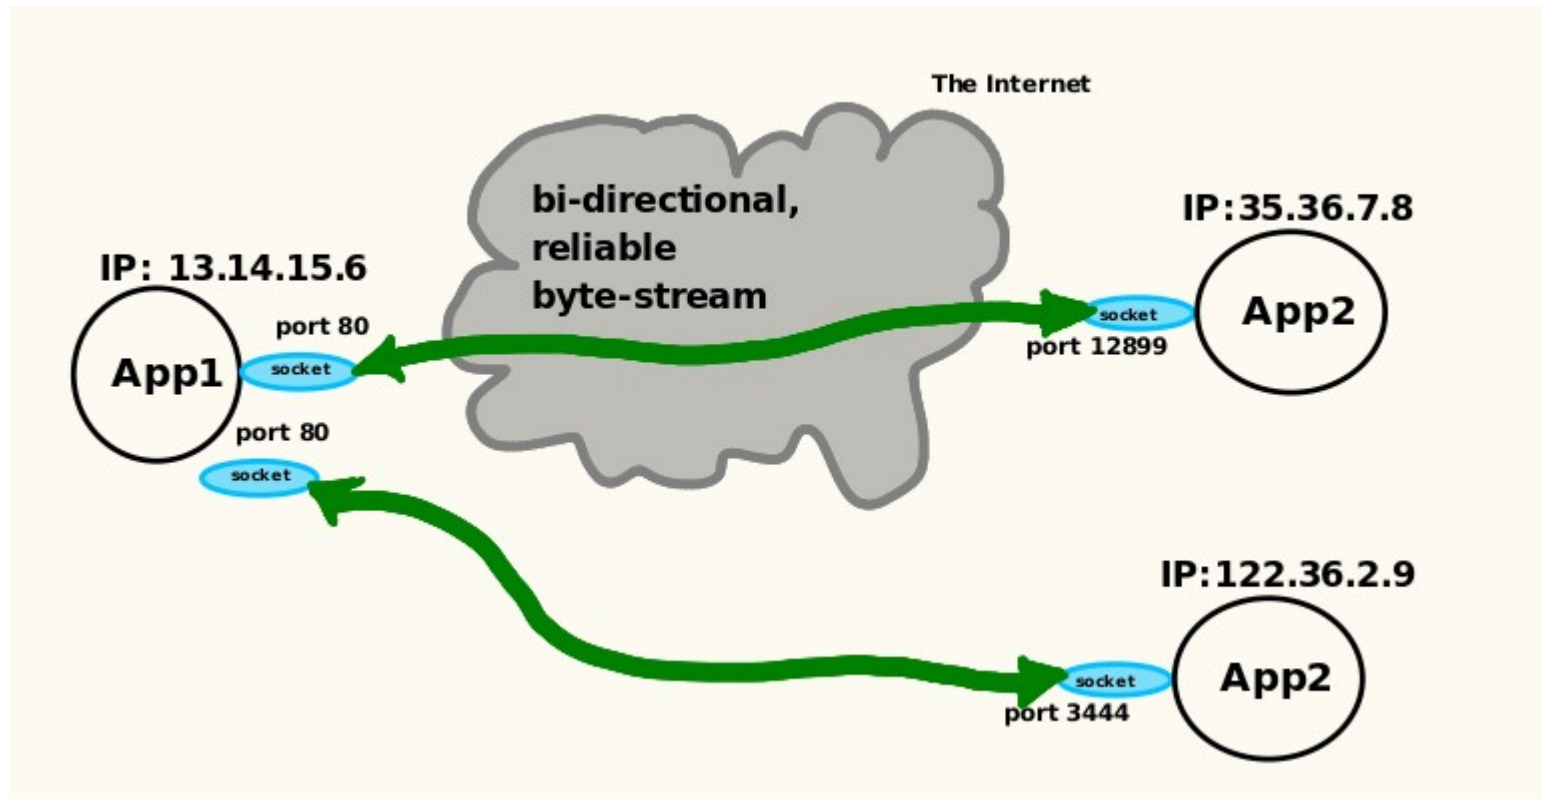 The Internet
bi-directional,
reliable
byte-stream
IP:35.36.7.8
IP: 13.14.15.6
port 80
App1
socket
socket
App2
port 12899
port 80
socket
IP:122.36.2.9
socket
App2
port 3444